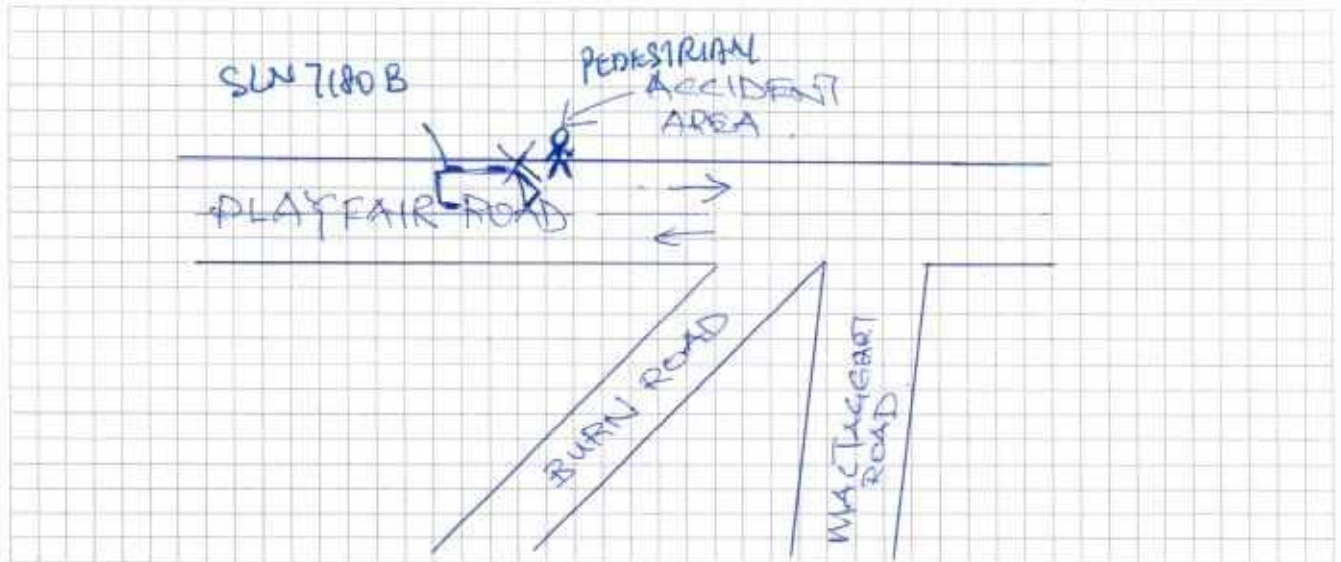 SLN 7180 B
PEDESTRIAN
ACCIDENT
AREA
PLAYFAIR ROAD
BURN ROAD
MACTAGGART
ROAD